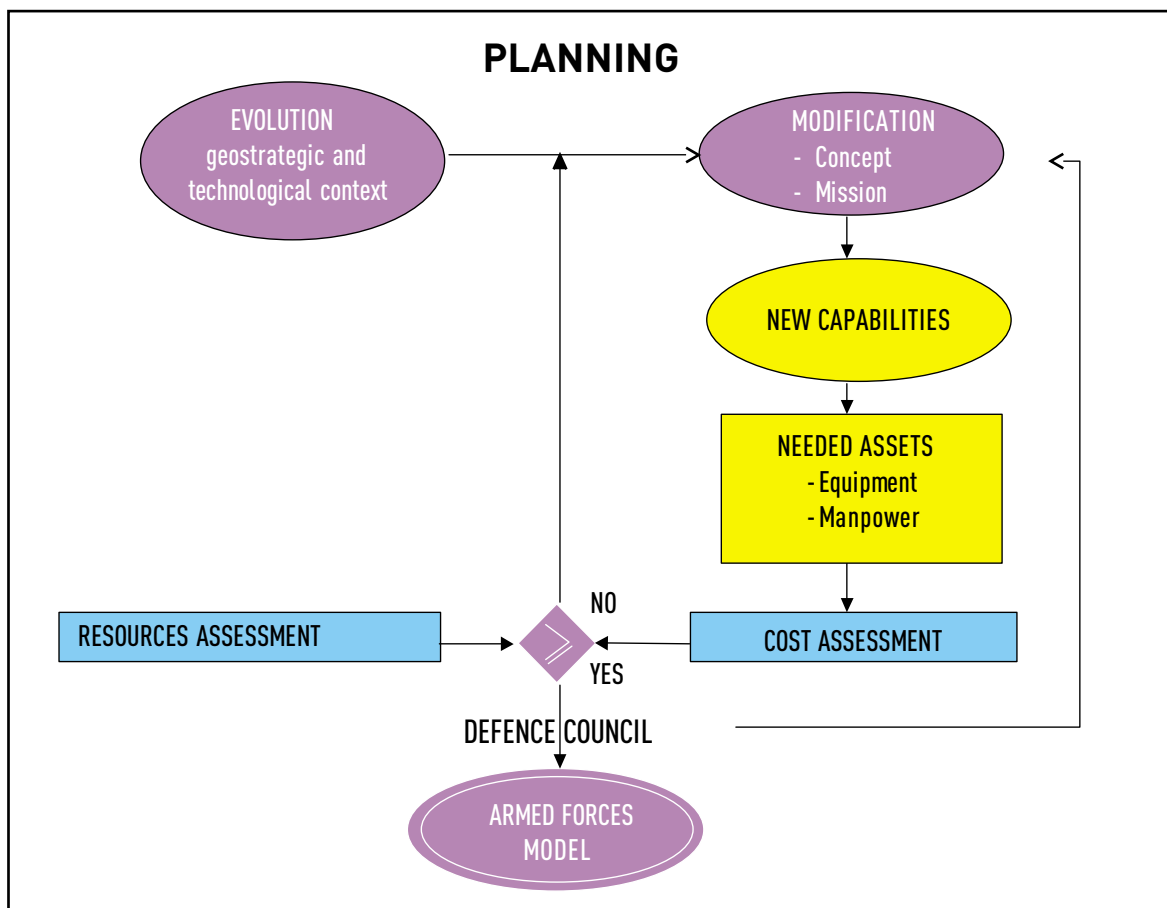 PLANNING
EVOLUTION
geostrategic and
technological context
MODIFICATION
- Concept
- Mission
NEW CAPABILITIES
NEEDED ASSETS
- Equipment
- Manpower
RESOURCES ASSESSMENT
NO
≥
YES
COST ASSESSMENT
DEFENCE COUNCIL
ARMED FORCES
MODEL